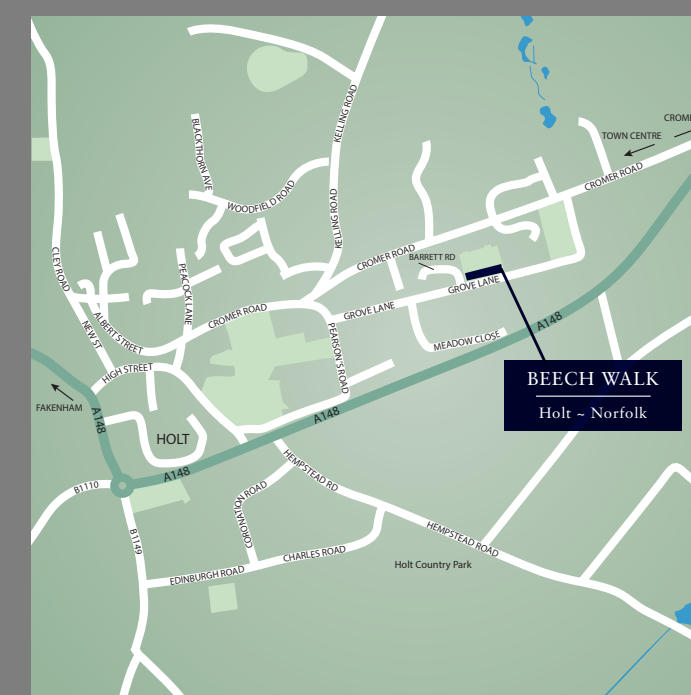 CROME
TOWN CENTRE
KELLING ROAD
BLACKTHORN AVE
CROMER ROAD
WOODFIELD ROAD
KELLING ROAD
CROMER ROAD
BARRETT RD
CLEY ROAD
PEACOCK LANE
GROVE LANE
CROMER ROAD
GROVE LANE
ALBERT STREET
NEW ST
A148
MEADOW CLOSE
PEARSON'S ROAD
HIGH STREET
BEECH WALK
Holt ~ Norfolk
FAKENHAM
A148
A148
HOLT
A148
HEMPSTEAD RD
B1110
CORONATION ROAD
B1149
HEMPSTEAD ROAD
CHARLES ROAD
Holt Country Park
EDINBURGH ROAD